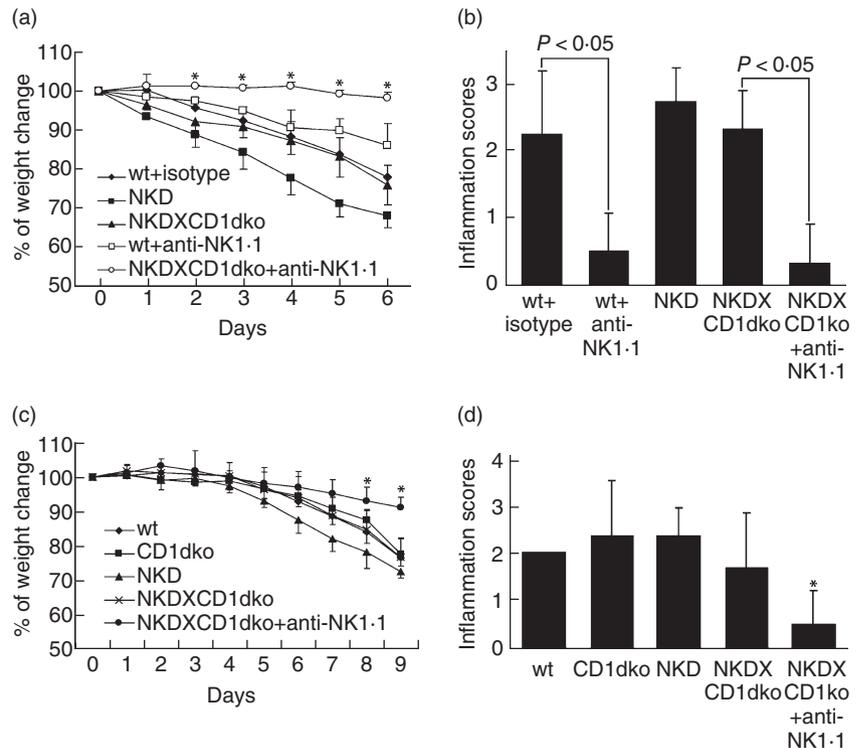 (a)
110
100
90
80
70
60
50
% of weight change
* * * * *
wt+isotype
NKD
NKDXCD1dko
wt+anti-NK1·1
NKDXCD1dko+anti-NK1·1
0 1 2 3 4 5 6
Days
(b)
P < 0·05
P < 0·05
3
2
1
0
Inflammation scores
wt+ isotype
wt+ anti- NK1·1
NKD
NKDX CD1dko
NKDX CD1ko +anti- NK1·1
(c)
110
100
90
80
70
60
50
% of weight change
* *
wt
CD1dko
NKD
NKDXCD1dko
NKDXCD1dko+anti-NK1·1
0 1 2 3 4 5 6 7 8 9
Days
(d)
4
3
2
1
0
Inflammation scores
*
wt
CD1dko
NKD
NKDX CD1dko
NKDX CD1ko +anti- NK1·1